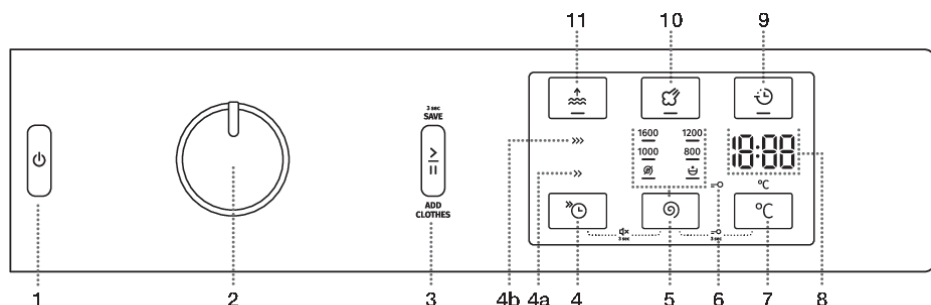 11 10 9
3 sec
SAVE
1600 1200
1000 800
18:88
°C
°C
ADD
CLOTHES
3 sec 3 sec
1 2 3 4b 4a 4 5 6 7 8